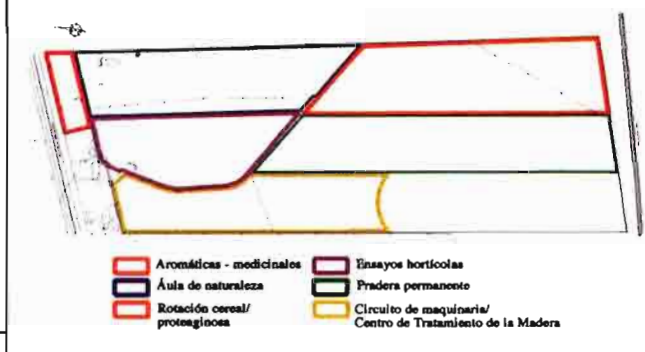 Aromáticas - medicinales
Áula de naturaleza
Rotación cereal/
proteaginosa
Ensayos hortícolas
Pradera permanente
Circuito de maquinaria/
Centro de Tratamiento de la Madera